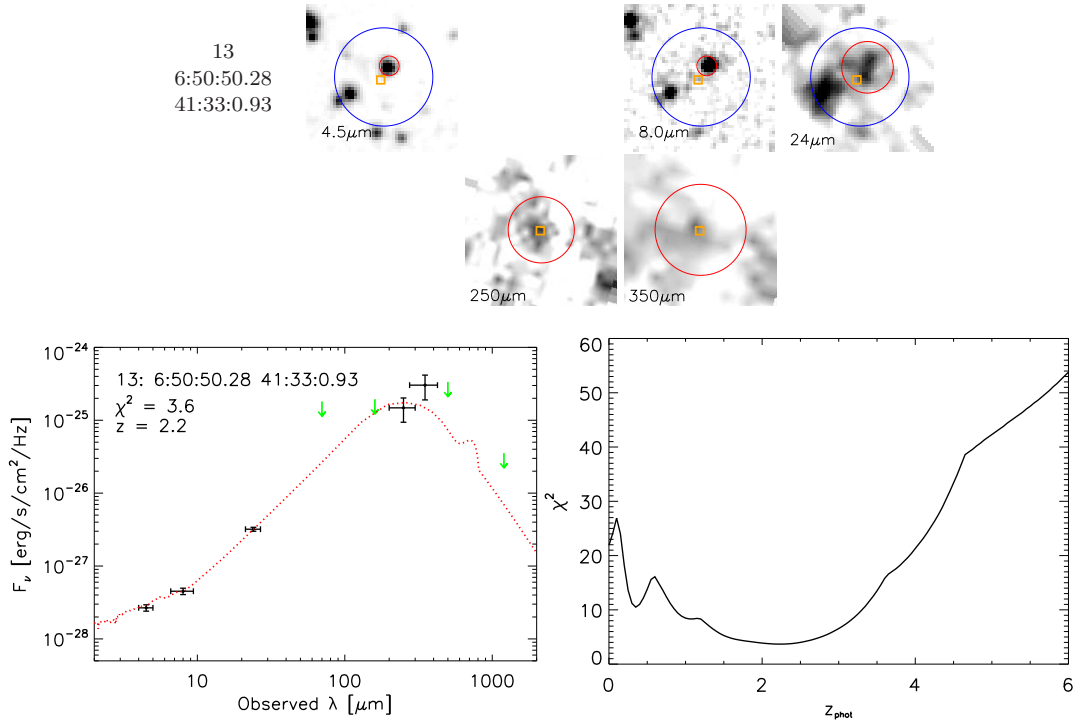 13
6:50:50.28
41:33:0.93
4.5μm
8.0μm
24μm
250μm
350μm
10⁻²⁴
10⁻²⁵
10⁻²⁶
10⁻²⁷
10⁻²⁸
F_ν [erg/s/cm²/Hz]
13: 6:50:50.28 41:33:0.93
χ² = 3.6
z = 2.2
10
100
1000
Observed λ [μm]
60
50
40
30
20
10
0
χ²
0
2
4
6
z_phot